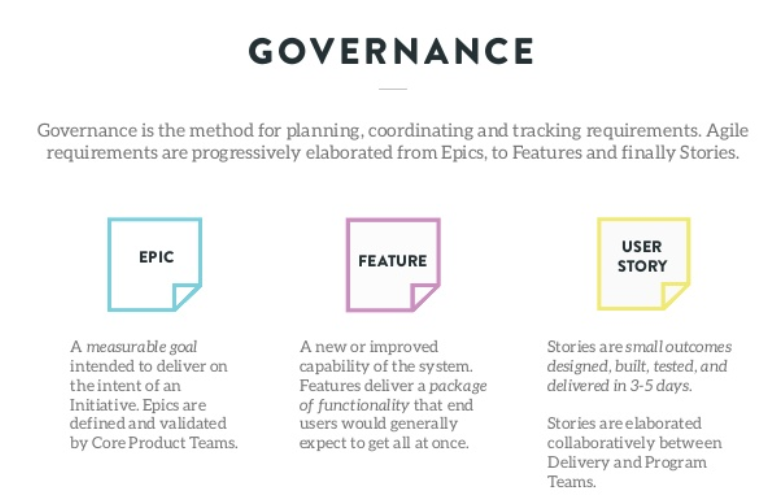 GOVERNANCE
Governance is the method for planning, coordinating and tracking requirements. Agile
requirements are progressively elaborated from Epics, to Features and finally Stories.
EPIC
A measurable goal
intended to deliver on
the intent of an
Initiative. Epics are
defined and validated
by Core Product Teams.
FEATURE
A new or improved
capability of the system.
Features deliver a package
of functionality that end
users would generally
expect to get all at once.
USER
STORY
Stories are small outcomes
designed, built, tested, and
delivered in 3-5 days.
Stories are elaborated
collaboratively between
Delivery and Program
Teams.